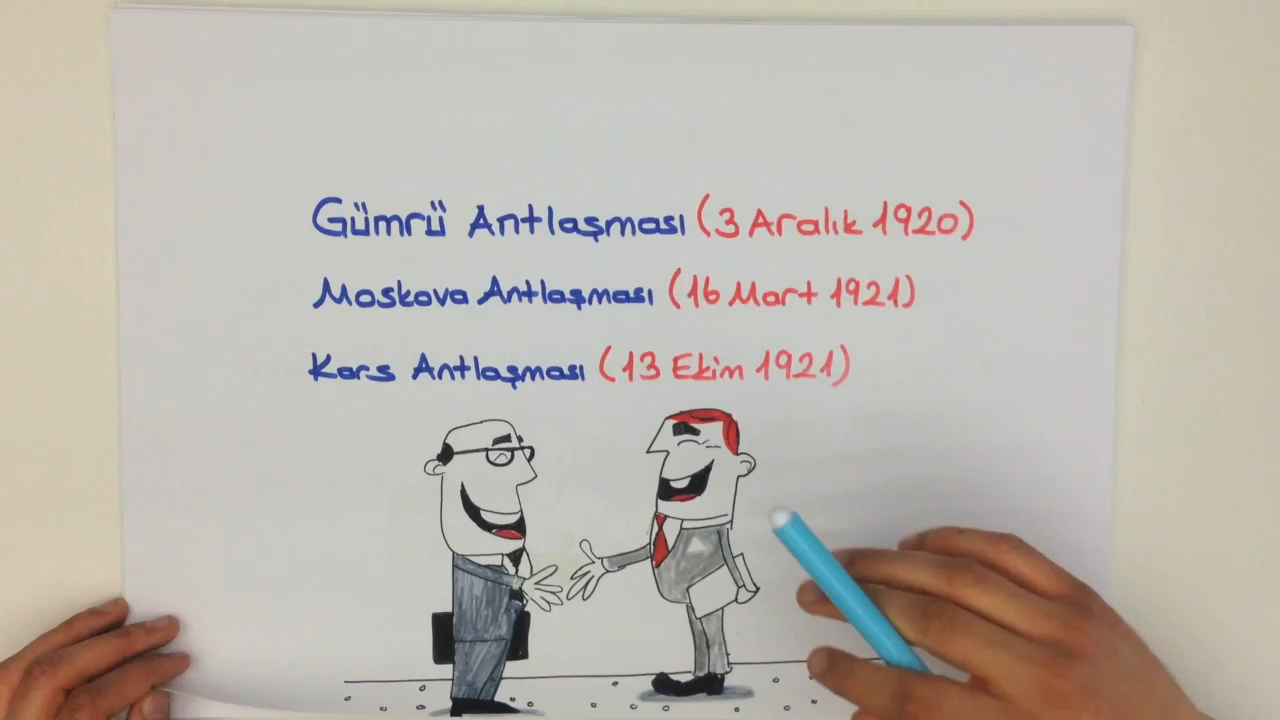 Gümrü Antlaşması (3 Aralık 1920)
Moskova Antlaşması (16 Mart 1921)
Kars Antlaşması (13 Ekim 1921)